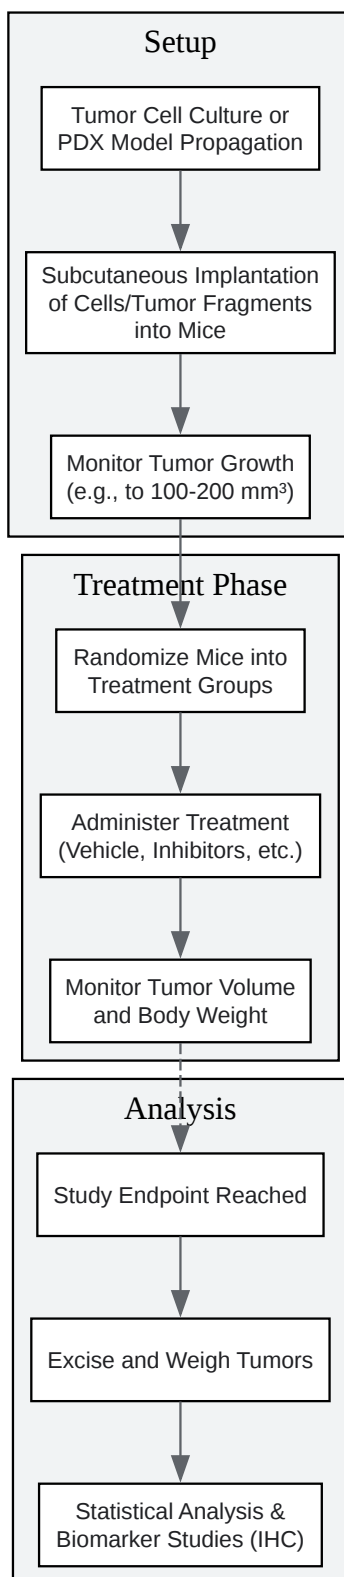 Setup
Tumor Cell Culture or
PDX Model Propagation
Subcutaneous Implantation
of Cells/Tumor Fragments
into Mice
Monitor Tumor Growth
(e.g., to 100-200 mm³)
Treatment Phase
Randomize Mice into
Treatment Groups
Administer Treatment
(Vehicle, Inhibitors, etc.)
Monitor Tumor Volume
and Body Weight
Analysis
Study Endpoint Reached
Excise and Weigh Tumors
Statistical Analysis &
Biomarker Studies (IHC)